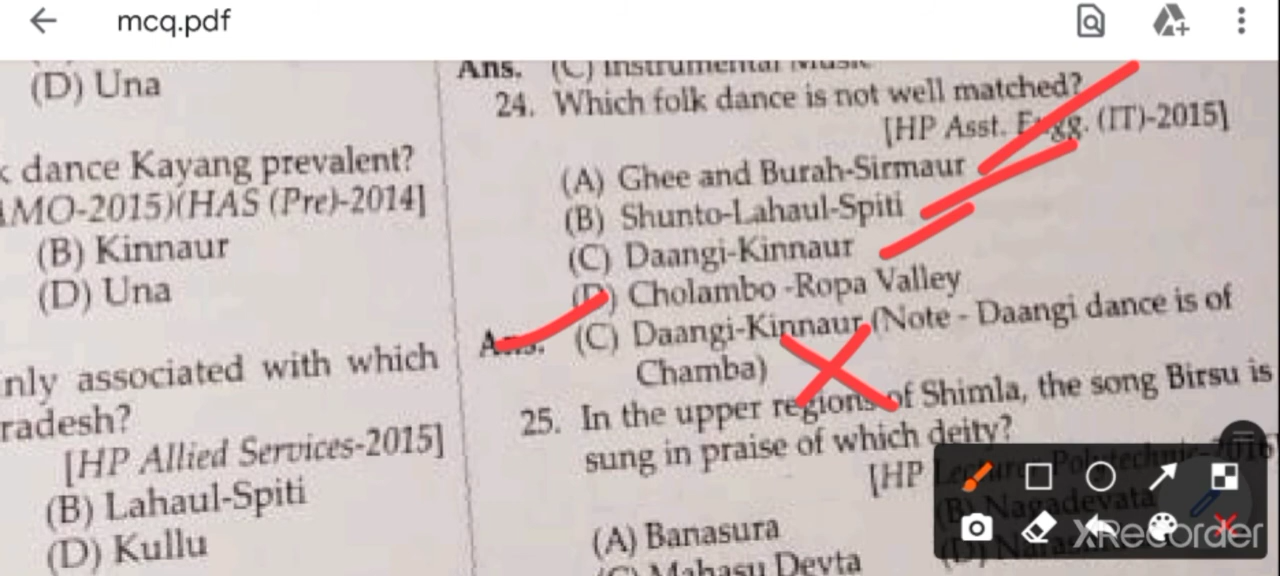 mcq.pdf
(D) Una
dance Kayang prevalent?
MO-2015)(HAS (Pre)-2014]
(B) Kinnaur
(D) Una
nly associated with which
radesh?
[HP Allied Services-2015]
(B) Lahaul-Spiti
(D) Kullu
Ans. (C) Instrumental Music
24. Which folk dance is not well matched?
[HP Asst. Engg. (IT)-2015]
(A) Ghee and Burah-Sirmaur
(B) Shunto-Lahaul-Spiti
(C) Daangi-Kinnaur
(D) Cholambo -Ropa Valley
Ans. (C) Daangi-Kinnaur (Note - Daangi dance is of
Chamba)
25. In the upper regions of Shimla, the song Birsu is
sung in praise of which deity?
[HP Lecturer Polytechnic-2016
(A) Banasura
(B) Nagadevata
(C) Mahasu Devta
(D)
XRecorder